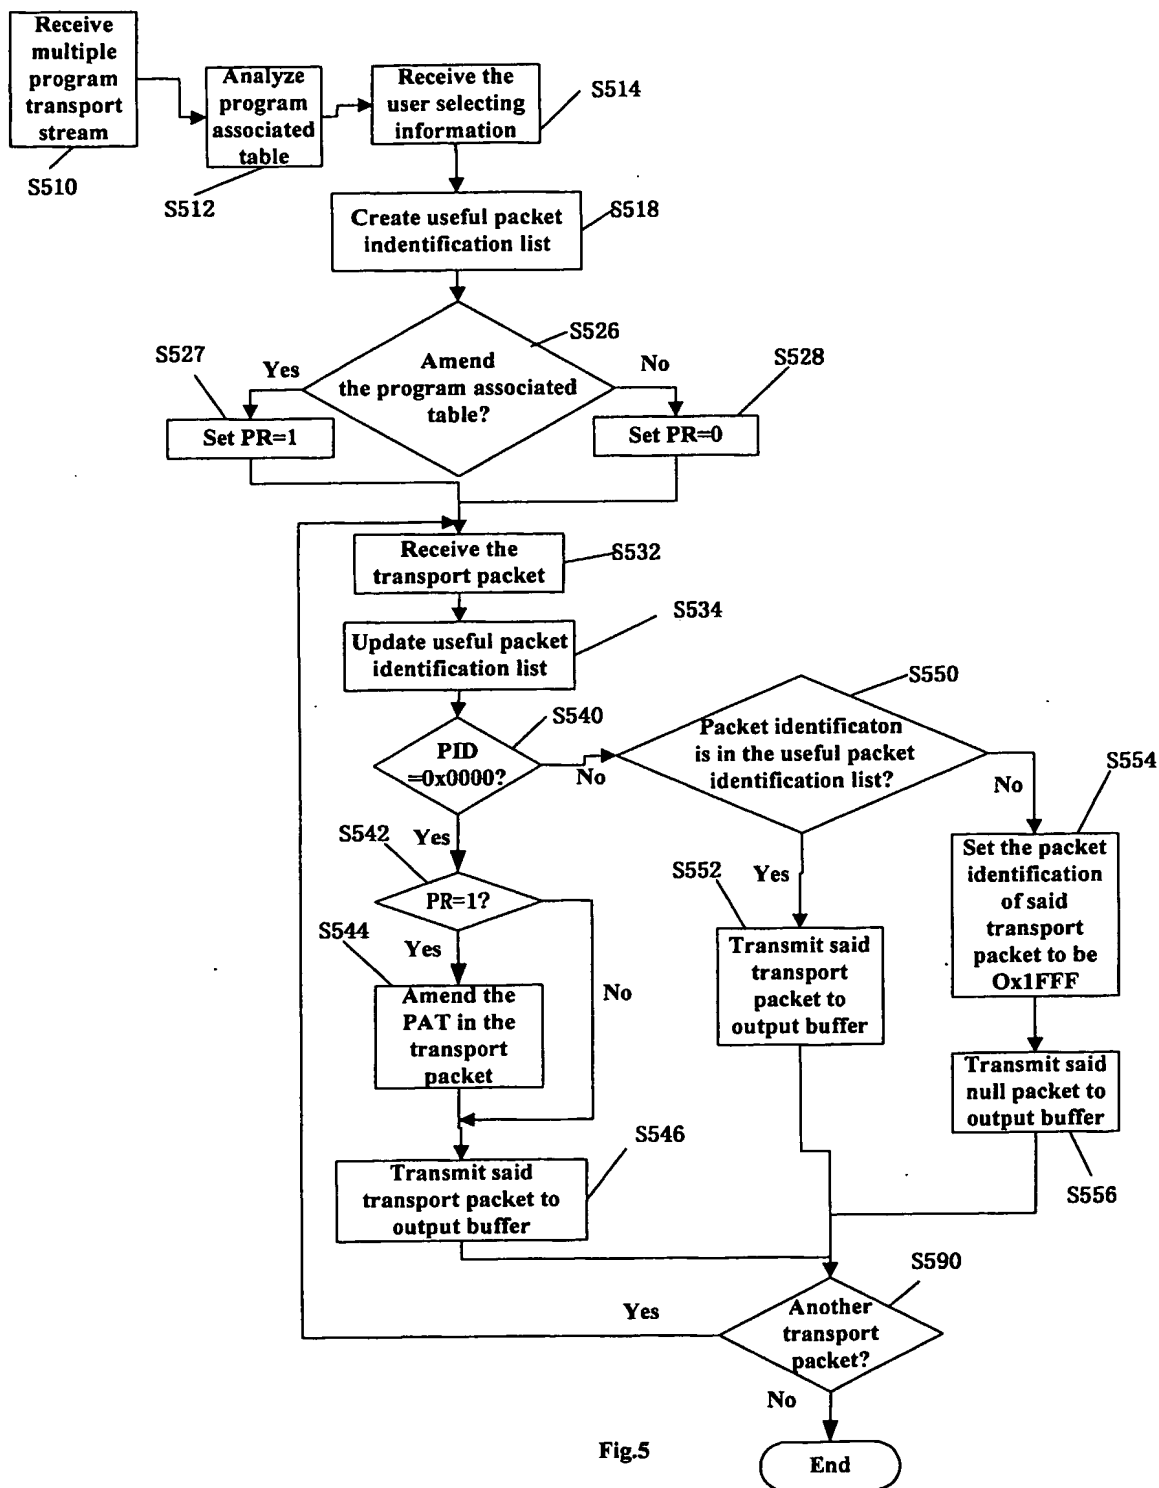 Receive
multiple
program
transport
stream
S510
Analyze
program
associated
table
S512
Receive the
user selecting
information
S514
Create useful packet
indentification list
S518
Amend
the program associated
table?
S526
Yes
No
S527
Set PR=1
S528
Set PR=0
Receive the
transport packet
S532
Update useful packet
identification list
S534
PID
=0x0000?
S540
No
Yes
Packet identificaton
is in the useful packet
identification list?
S550
Yes
No
S542
PR=1?
Yes
No
S544
Amend the
PAT in the
transport
packet
S546
Transmit said
transport packet to
output buffer
S552
Transmit said
transport
packet to
output buffer
S554
Set the packet
identification
of said
transport
packet to be
Ox1FFF
Transmit said
null packet to
output buffer
S556
S590
Another
transport
packet?
Yes
No
End
Fig.5